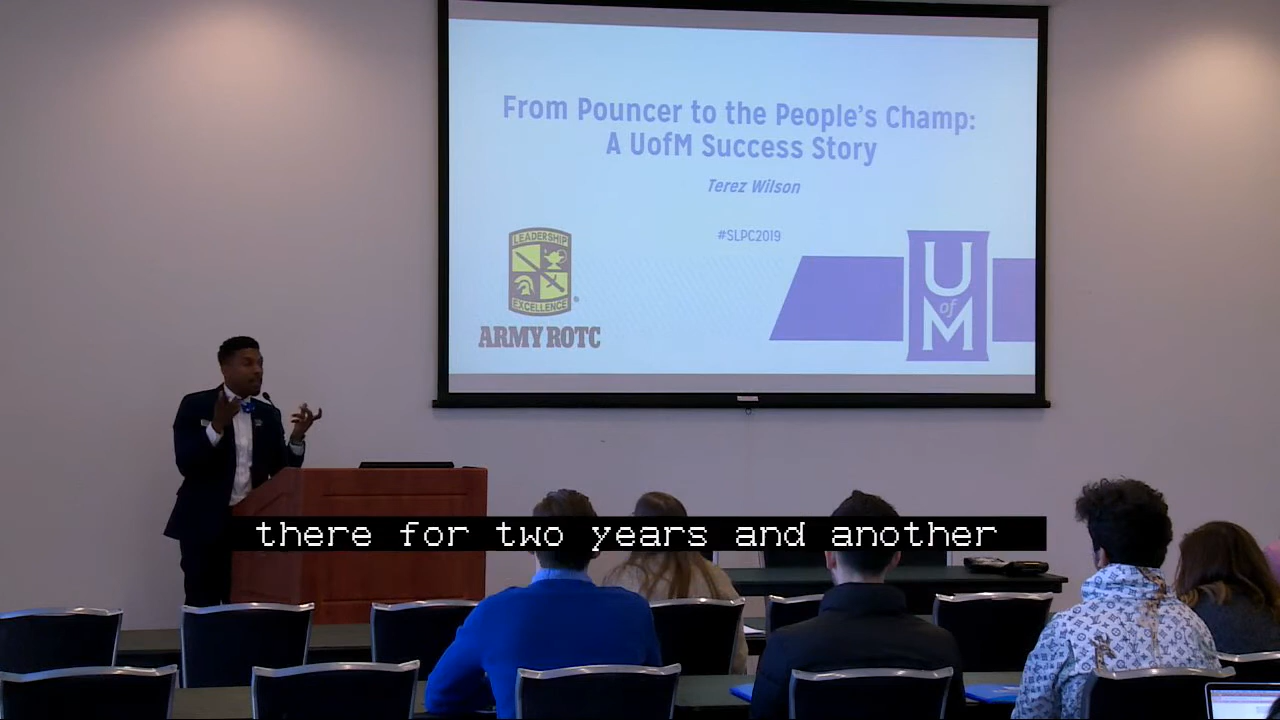 From Pouncer to the People's Champ:
A UofM Success Story
Terez Wilson
#SLPC2019
LEADERSHIP
EXCELLENCE
ARMY ROTC
U
of
M
there for two years and another